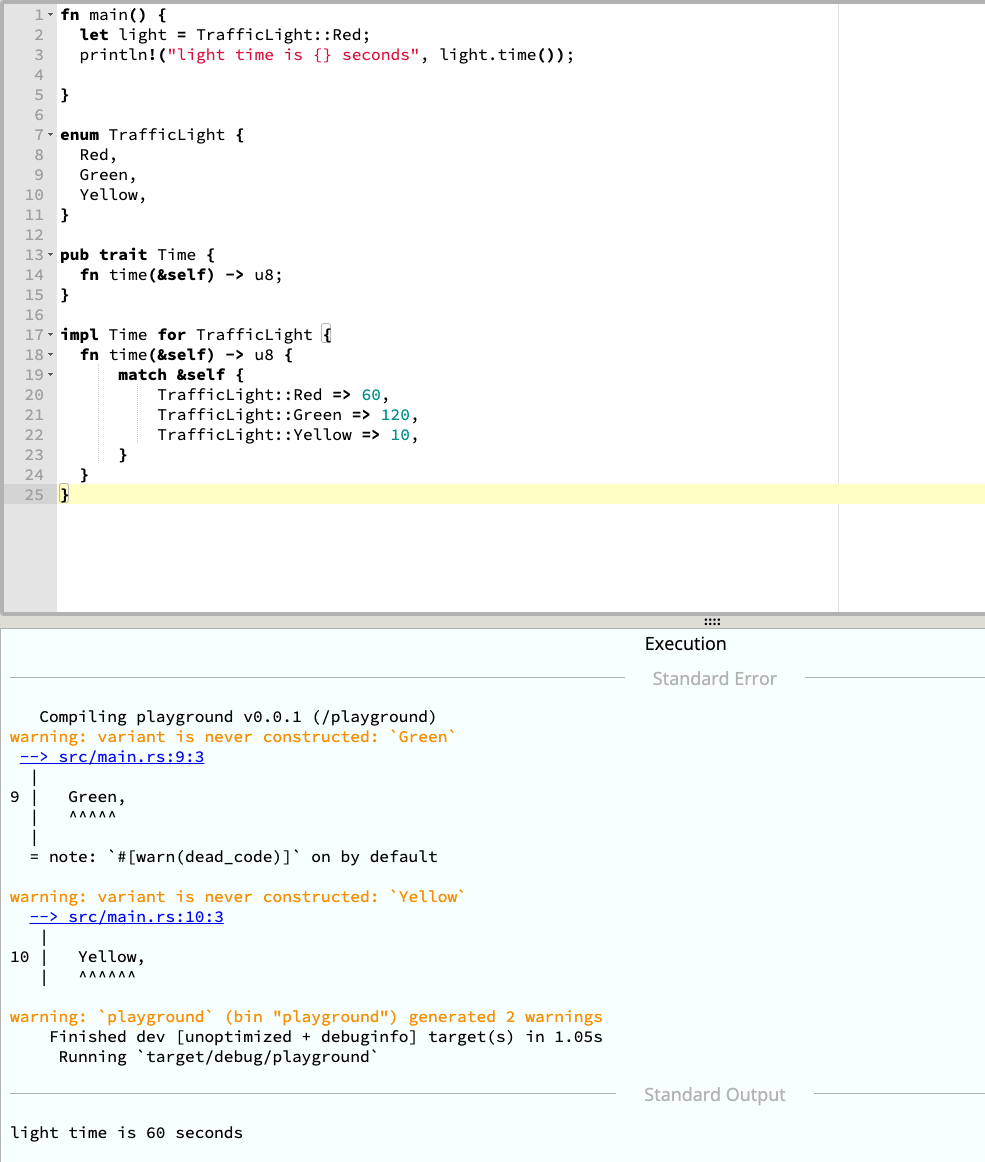 1 fn main() {
2   let light = TrafficLight::Red;
3   println!("light time is {} seconds", light.time());
4
5 }
6
7 enum TrafficLight {
8   Red,
9   Green,
10   Yellow,
11 }
12
13 pub trait Time {
14   fn time(&self) -> u8;
15 }
16
17 impl Time for TrafficLight {
18   fn time(&self) -> u8 {
19       match &self {
20           TrafficLight::Red => 60,
21           TrafficLight::Green => 120,
22           TrafficLight::Yellow => 10,
23       }
24   }
25 }
Execution
Standard Error
   Compiling playground v0.0.1 (/playground)
warning: variant is never constructed: `Green`
 --> src/main.rs:9:3
  |
9 |   Green,
  |   ^^^^^
  |
  = note: `#[warn(dead_code)]` on by default
warning: variant is never constructed: `Yellow`
  --> src/main.rs:10:3
   |
10 |   Yellow,
   |   ^^^^^^
warning: `playground` (bin "playground") generated 2 warnings
    Finished dev [unoptimized + debuginfo] target(s) in 1.05s
     Running `target/debug/playground`
Standard Output
light time is 60 seconds